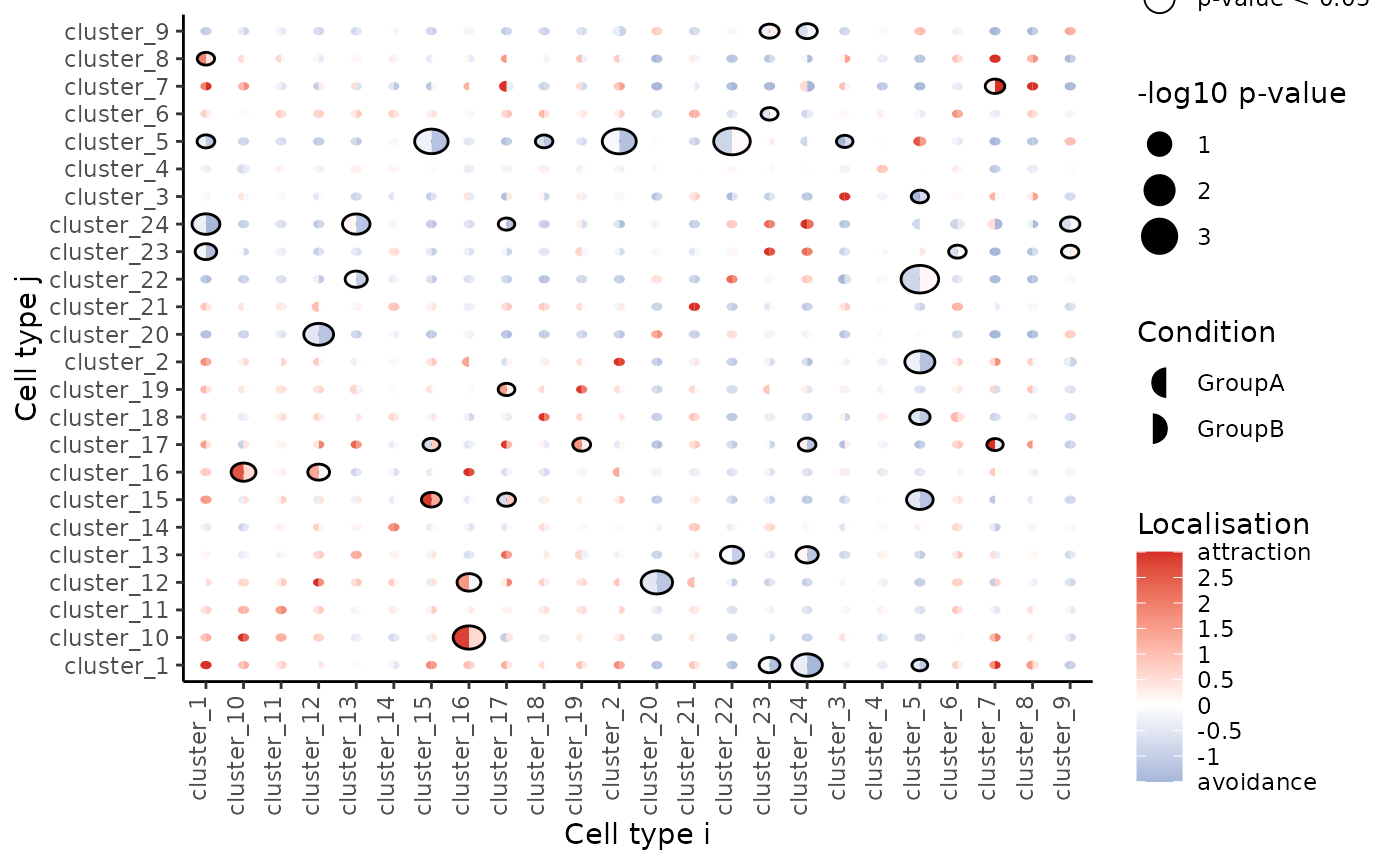 p-value < 0.05
cluster_9
cluster_8
cluster_7
cluster_6
cluster_5
cluster_4
cluster_3
cluster_24
cluster_23
cluster_22
cluster_21
cluster_20
cluster_2
cluster_19
cluster_18
cluster_17
cluster_16
cluster_15
cluster_14
cluster_13
cluster_12
cluster_11
cluster_10
cluster_1
Cell type j
cluster_1
cluster_10
cluster_11
cluster_12
cluster_13
cluster_14
cluster_15
cluster_16
cluster_17
cluster_18
cluster_19
cluster_2
cluster_20
cluster_21
cluster_22
cluster_23
cluster_24
cluster_3
cluster_4
cluster_5
cluster_6
cluster_7
cluster_8
cluster_9
Cell type i
-log10 p-value
1
2
3
Condition
GroupA
GroupB
Localisation
attraction
2.5
2
1.5
1
0.5
0
-0.5
-1
avoidance